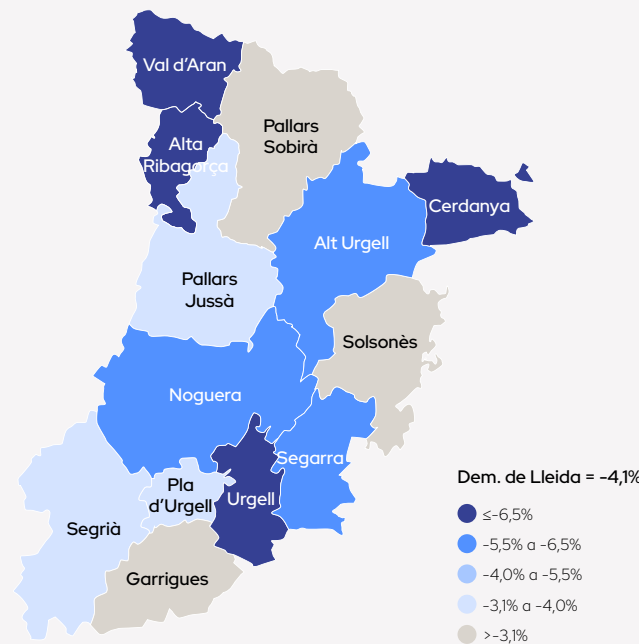 Val d’Aran
Alta
Ribagorça
Pallars
Sobirà
Cerdanya
Alt Urgell
Pallars
Jussà
Solsonès
Noguera
Segarra
Pla
d’Urgell
Urgell
Segrià
Garrigues
Dem. de Lleida = -4,1%
≤-6,5%
-5,5% a -6,5%
-4,0% a -5,5%
-3,1% a -4,0%
>-3,1%